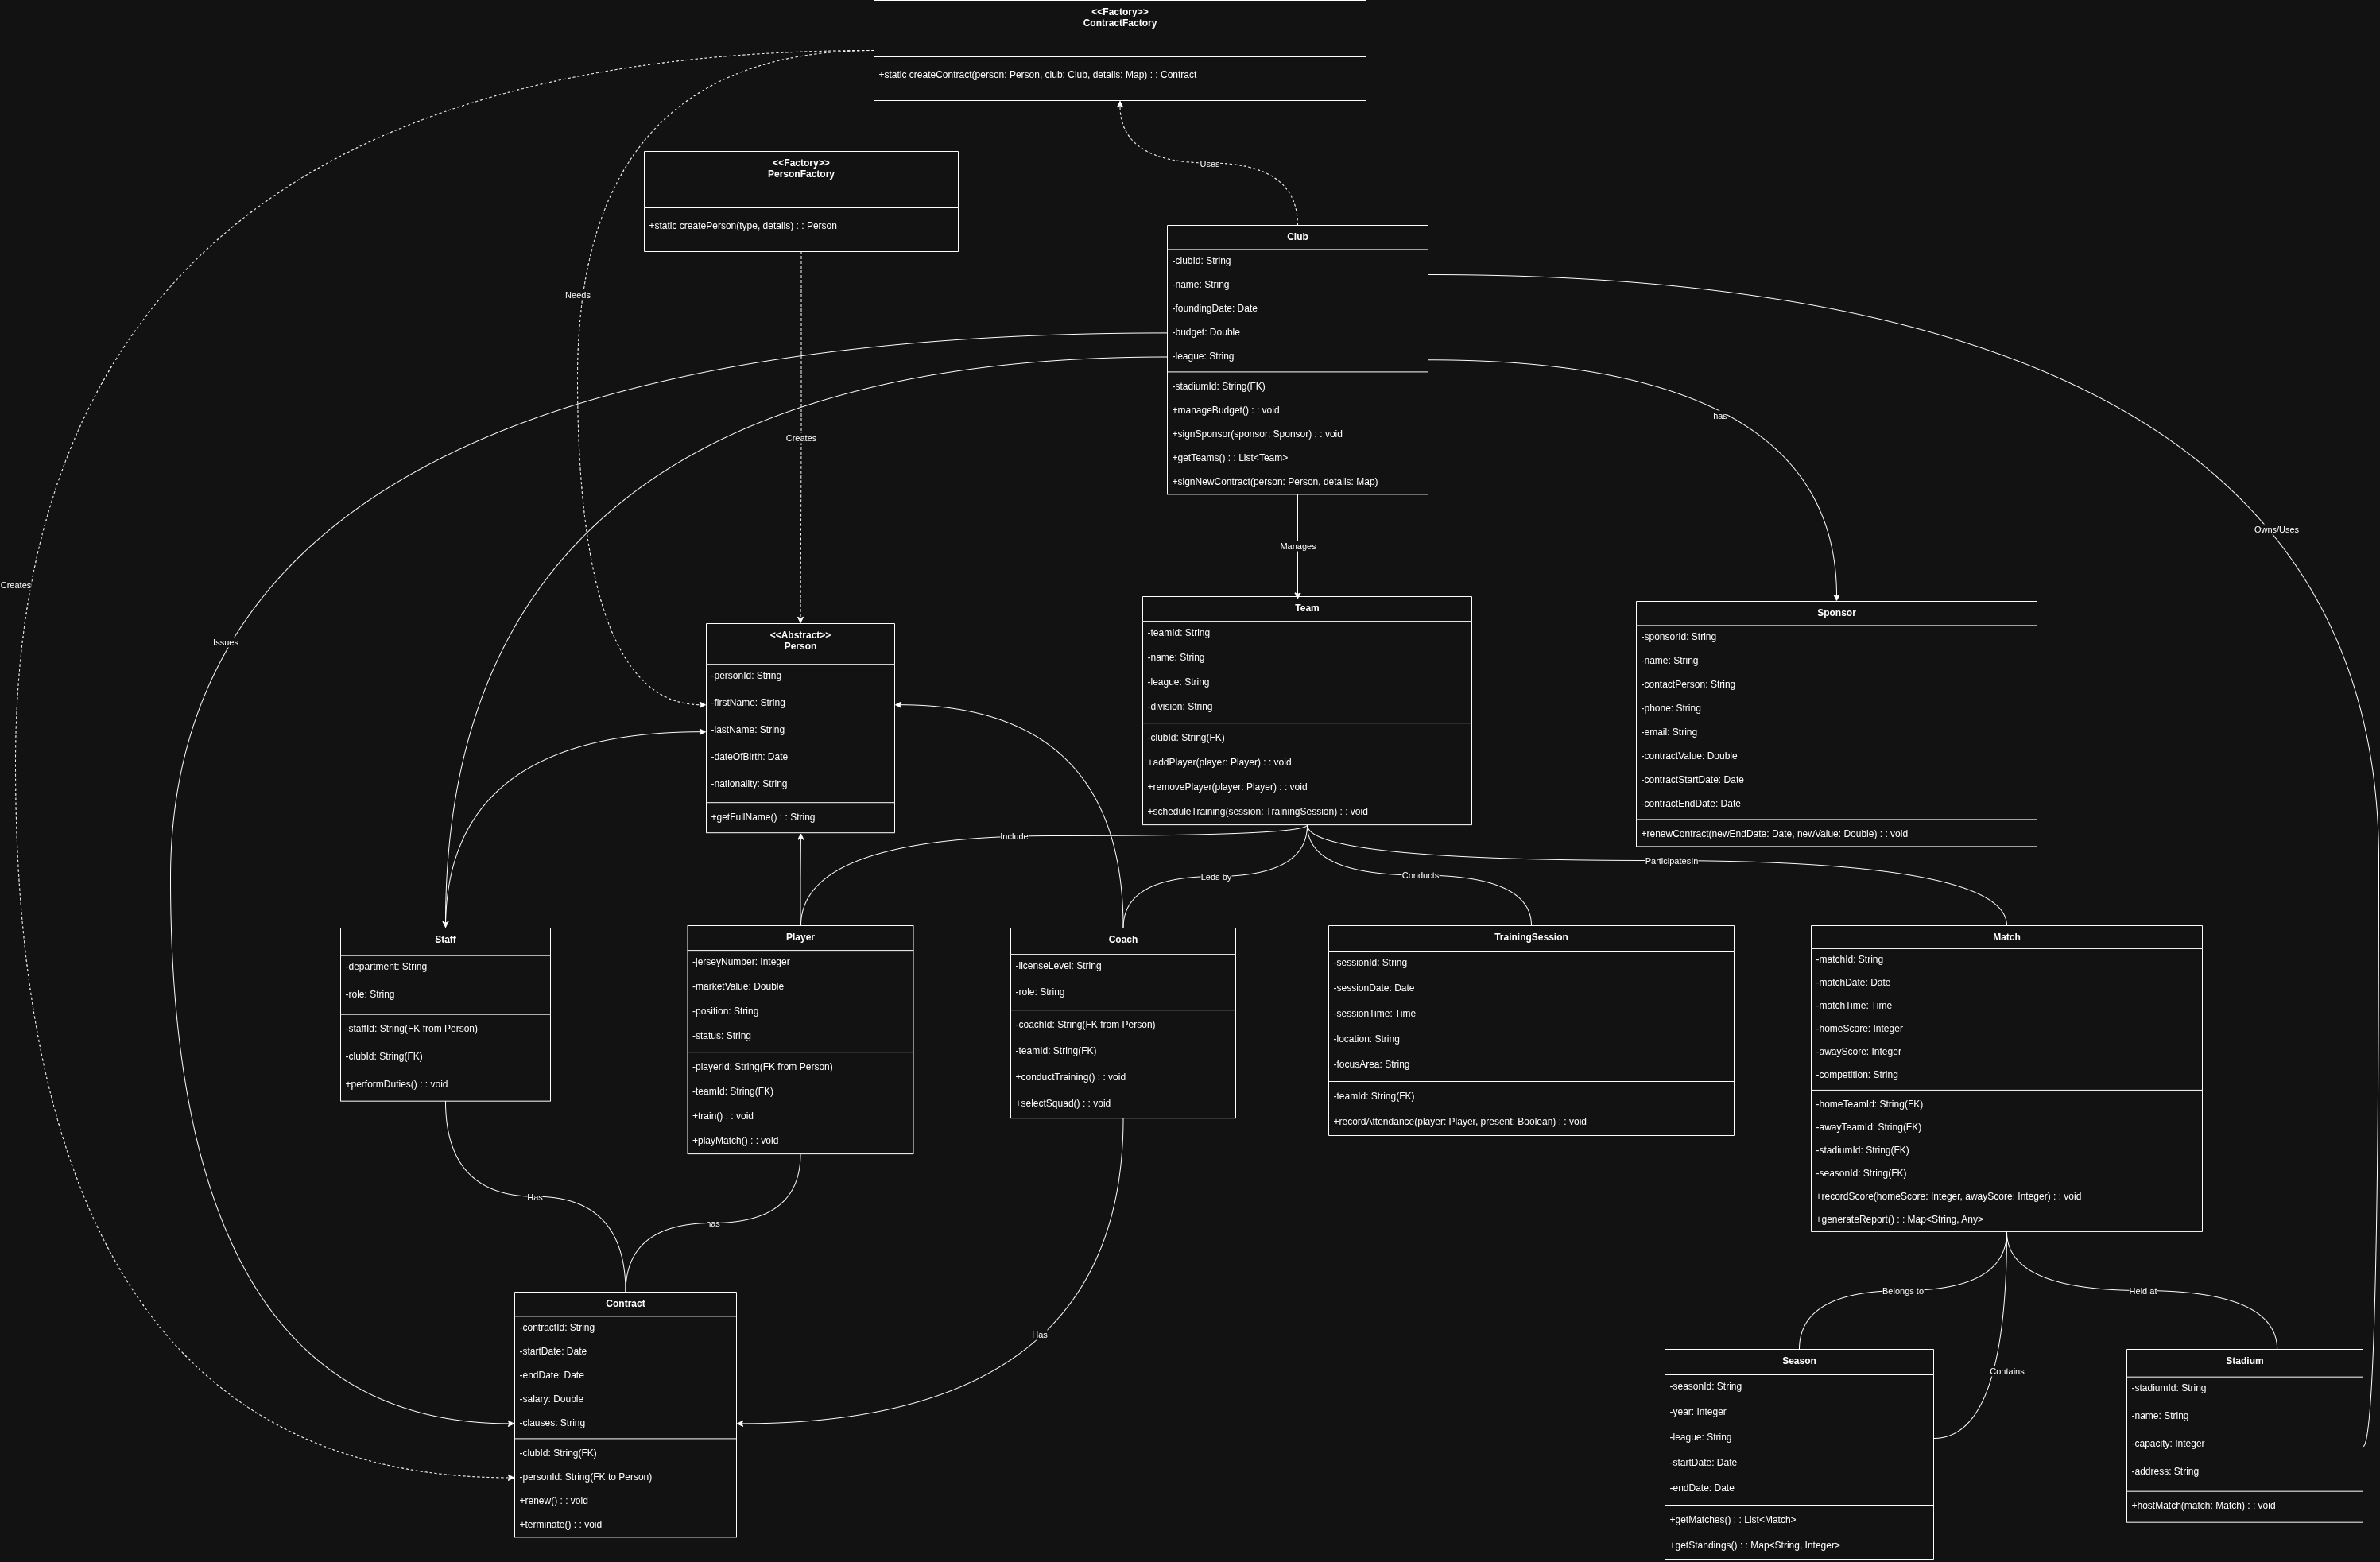 <<Factory>>
ContractFactory
+static createContract(person: Person, club: Club, details: Map) : : Contract
Uses
<<Factory>>
PersonFactory
+static createPerson(type, details) : : Person
Needs
Creates
Creates
Issues
Club
-clubId: String
-name: String
-foundingDate: Date
-budget: Double
-league: String
-stadiumId: String(FK)
+manageBudget() : : void
+signSponsor(sponsor: Sponsor) : : void
+getTeams() : : List<Team>
+signNewContract(person: Person, details: Map)
has
Owns/Uses
Manages
<<Abstract>>
Person
-personId: String
-firstName: String
-lastName: String
-dateOfBirth: Date
-nationality: String
+getFullName() : : String
Team
-teamId: String
-name: String
-league: String
-division: String
-clubId: String(FK)
+addPlayer(player: Player) : : void
+removePlayer(player: Player) : : void
+scheduleTraining(session: TrainingSession) : : void
Sponsor
-sponsorId: String
-name: String
-contactPerson: String
-phone: String
-email: String
-contractValue: Double
-contractStartDate: Date
-contractEndDate: Date
+renewContract(newEndDate: Date, newValue: Double) : : void
Include
Leds by
Conducts
ParticipatesIn
Staff
-department: String
-role: String
-staffId: String(FK from Person)
-clubId: String(FK)
+performDuties() : : void
Player
-jerseyNumber: Integer
-marketValue: Double
-position: String
-status: String
-playerId: String(FK from Person)
-teamId: String(FK)
+train() : : void
+playMatch() : : void
Coach
-licenseLevel: String
-role: String
-coachId: String(FK from Person)
-teamId: String(FK)
+conductTraining() : : void
+selectSquad() : : void
TrainingSession
-sessionId: String
-sessionDate: Date
-sessionTime: Time
-location: String
-focusArea: String
-teamId: String(FK)
+recordAttendance(player: Player, present: Boolean) : : void
Match
-matchId: String
-matchDate: Date
-matchTime: Time
-homeScore: Integer
-awayScore: Integer
-competition: String
-homeTeamId: String(FK)
-awayTeamId: String(FK)
-stadiumId: String(FK)
-seasonId: String(FK)
+recordScore(homeScore: Integer, awayScore: Integer) : : void
+generateReport() : : Map<String, Any>
Has
has
Has
Belongs to
Held at
Contains
Contract
-contractId: String
-startDate: Date
-endDate: Date
-salary: Double
-clauses: String
-clubId: String(FK)
-personId: String(FK to Person)
+renew() : : void
+terminate() : : void
Season
-seasonId: String
-year: Integer
-league: String
-startDate: Date
-endDate: Date
+getMatches() : : List<Match>
+getStandings() : : Map<String, Integer>
Stadium
-stadiumId: String
-name: String
-capacity: Integer
-address: String
+hostMatch(match: Match) : : void